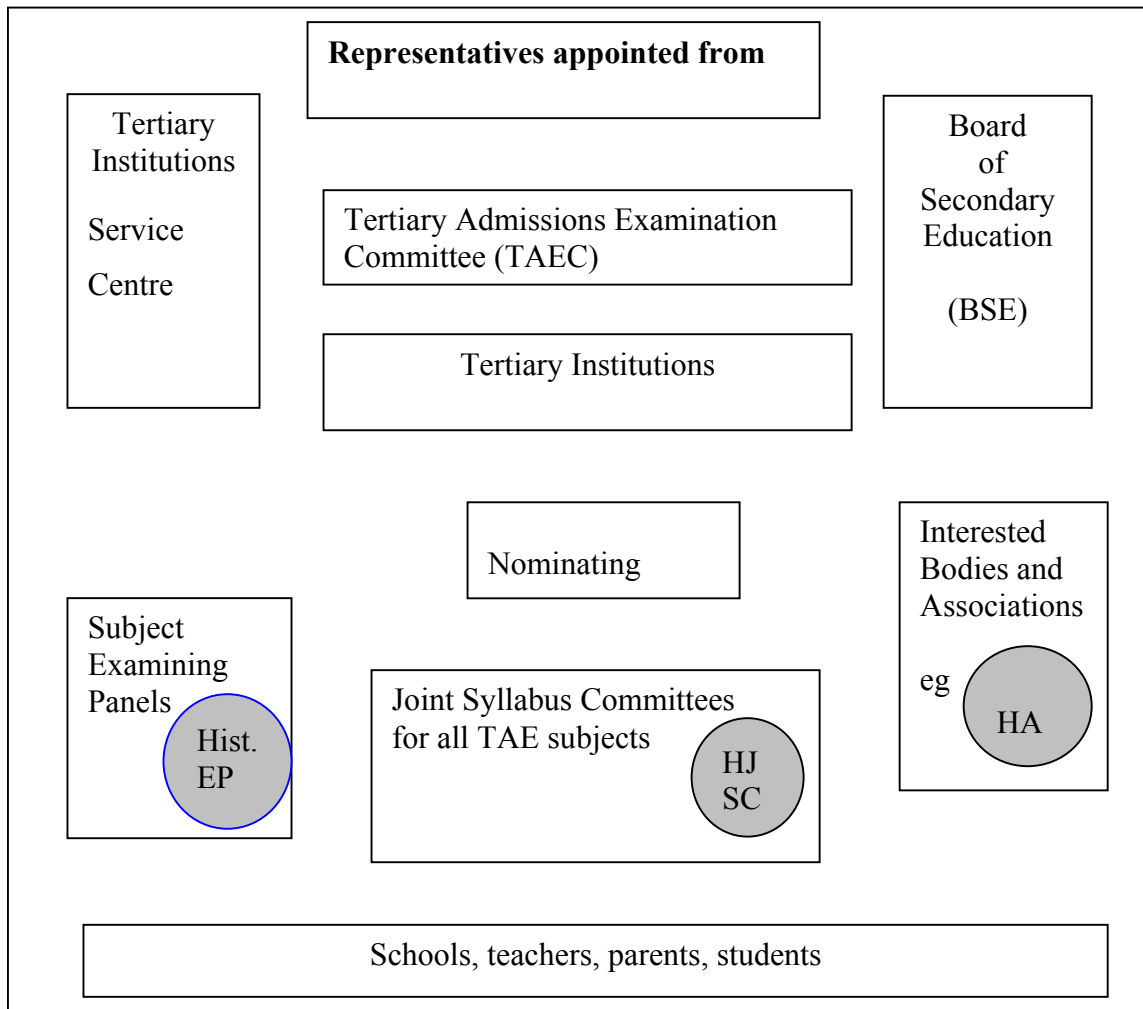 Representatives appointed from
Tertiary
Institutions
Service
Centre
Tertiary Admissions Examination
Committee (TAEC)
Tertiary Institutions
Board
of
Secondary
Education
(BSE)
Nominating
Interested
Bodies and
Associations
eg
HA
Subject
Examining
Panels
Hist.
EP
Joint Syllabus Committees
for all TAE subjects
HJ
SC
Schools, teachers, parents, students